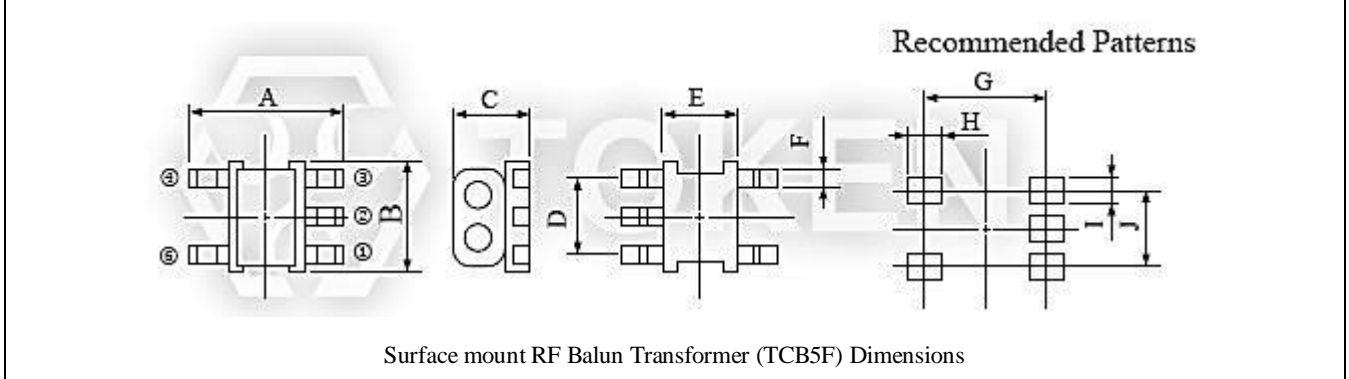 Recommended Patterns
A
C
E
F
G
H
④
③
②
B
D
I
J
⑤
①
TOKEN
Surface mount RF Balun Transformer (TCB5F) Dimensions